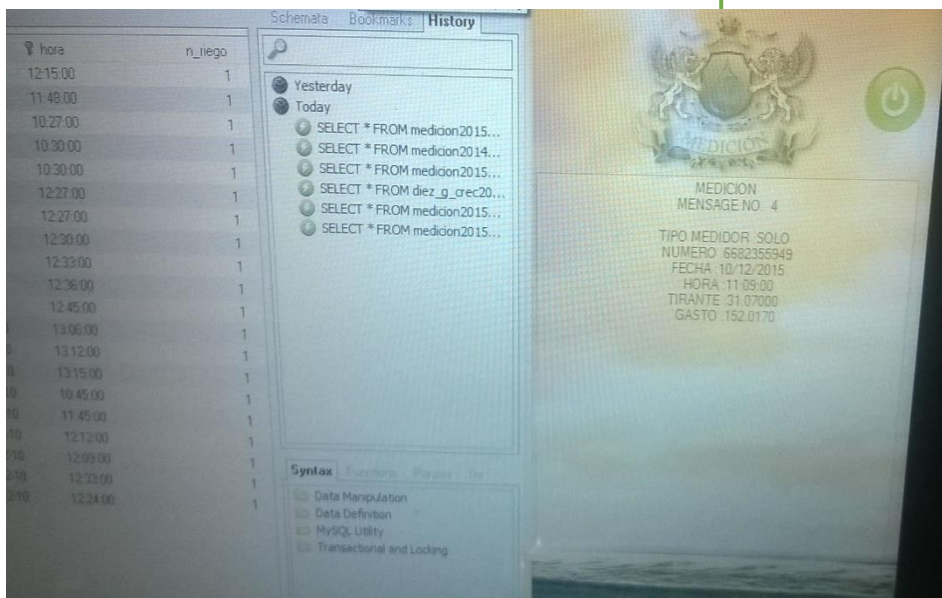 Schemata Bookmarks History
hora n_riego
12:15:00 1
11:48:00 1
10:27:00 1
10:30:00 1
10:30:00 1
12:27:00 1
12:27:00 1
12:30:00 1
12:33:00 1
12:36:00 1
12:45:00 1
13:06:00 1
13:12:00 1
13:15:00 1
10:45:00 1
11:45:00 1
12:12:00 1
12:09:00 1
12:33:00 1
12:24:00 1
Yesterday
Today
SELECT * FROM medicion2015...
SELECT * FROM medicion2014...
SELECT * FROM medicion2015...
SELECT * FROM diez_g_crec20...
SELECT * FROM medicion2015...
SELECT * FROM medicion2015...
Syntax Functions Params Trx
Data Manipulation
Data Definition
MySQL Utility
Transactional and Locking
MEDICIÓN
MEDICION
MENSAGE NO. 4
TIPO MEDIDOR :SOLO
NUMERO :6682355949
FECHA :10/12/2015
HORA :11:09:00
TIRANTE :31.07000
GASTO :152.0170